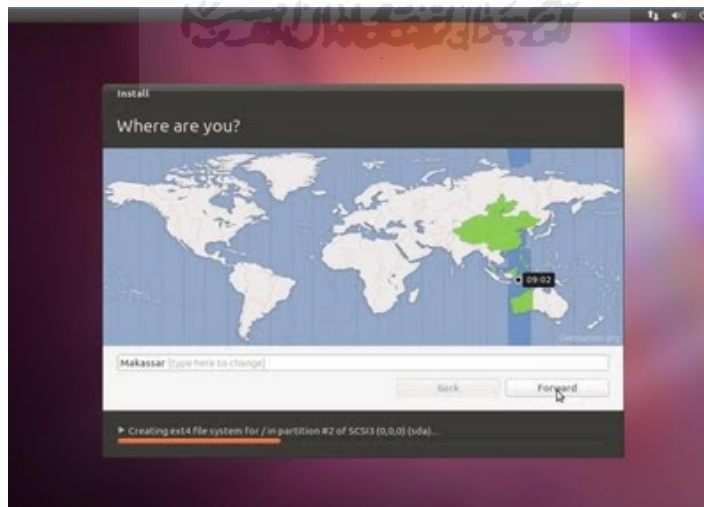 Install
Where are you?
09:02
Makassar [type here to change]
Back
Forward
▶ Creating ext4 file system for / in partition #2 of SCSI3 (0,0,0) (sda)...